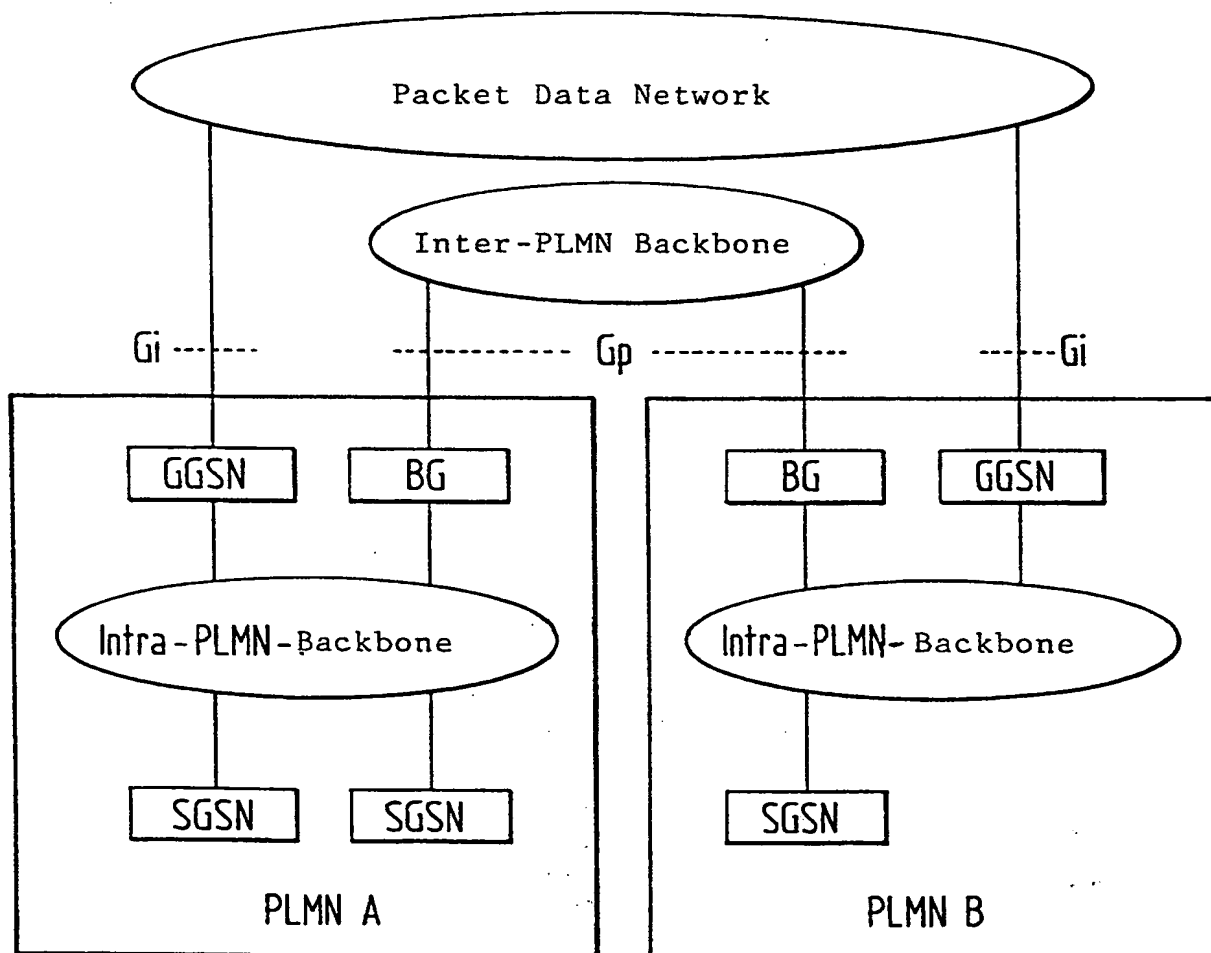 Packet Data Network
Inter-PLMN Backbone
Gi
Gp
Gi
GGSN
BG
BG
GGSN
Intra-PLMN-Backbone
Intra-PLMN-Backbone
SGSN
SGSN
SGSN
PLMN A
PLMN B